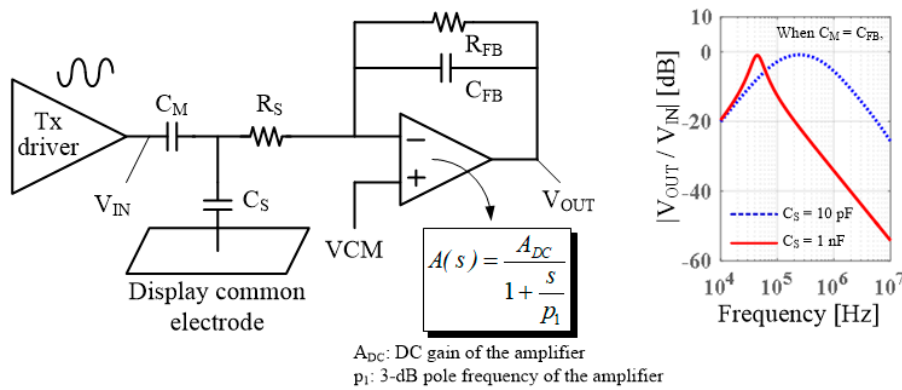 Tx
driver
V_IN
C_M
C_S
R_S
R_FB
C_FB
−
+
VCM
V_OUT
Display common
electrode
A(s) = A_DC / (1 + s / p_1)
A_DC: DC gain of the amplifier
p_1: 3-dB pole frequency of the amplifier
|V_OUT / V_IN| [dB]
When C_M = C_FB,
20
0
-20
-40
-60
C_S = 10 pF
C_S = 1 nF
10^4 10^5 10^6 10^7
Frequency [Hz]